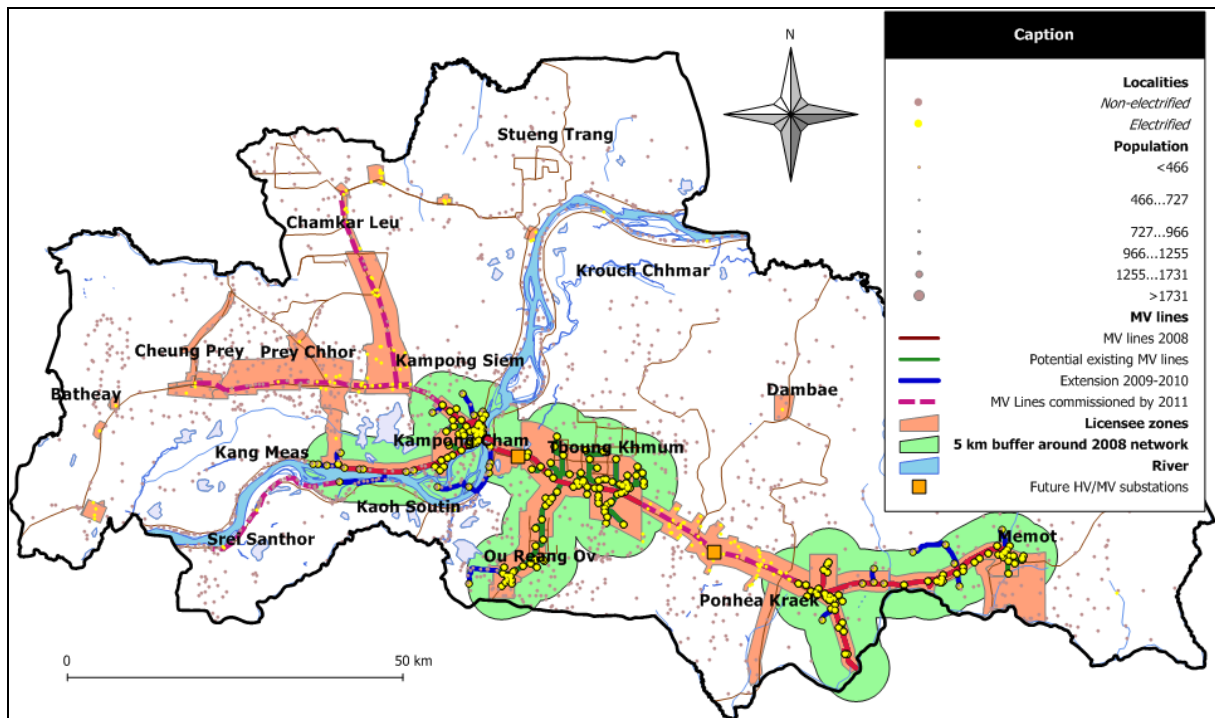 N
Caption
Localities
Non-electrified
Electrified
Population
<466
466...727
727...966
966...1255
1255...1731
>1731
MV lines
MV lines 2008
Potential existing MV lines
Extension 2009-2010
MV Lines commissioned by 2011
Licensee zones
5 km buffer around 2008 network
River
Future HV/MV substations
Stueng Trang
Chamkar Leu
Krouch Chhmar
Cheung Prey
Prey Chhor
Kampong Siem
Batheay
Dambae
Kampong Cham
Tboung Khmum
Kang Meas
Kaoh Soutin
Srei Santhor
Ou Reang Ov
Memot
Ponhea Kraek
0
50 km